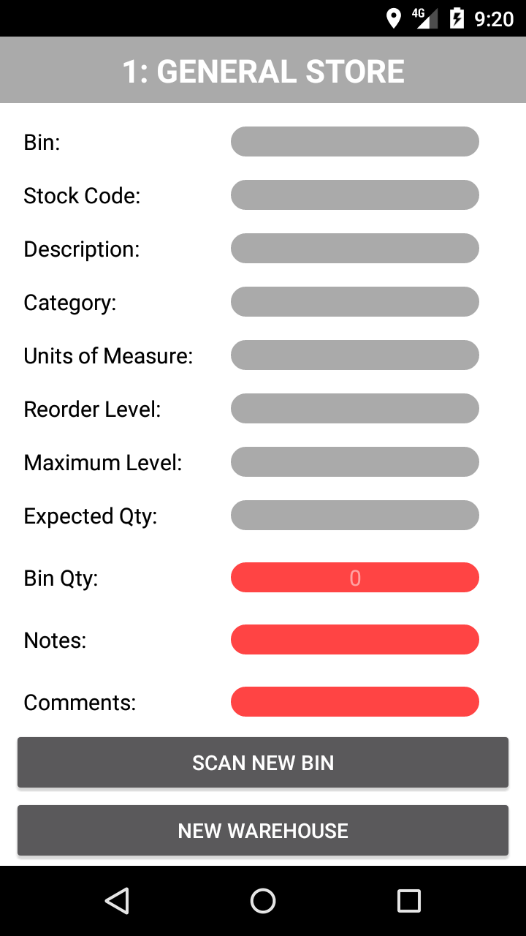 4G 9:20
1: GENERAL STORE
Bin:
Stock Code:
Description:
Category:
Units of Measure:
Reorder Level:
Maximum Level:
Expected Qty:
Bin Qty: 0
Notes:
Comments:
SCAN NEW BIN
NEW WAREHOUSE